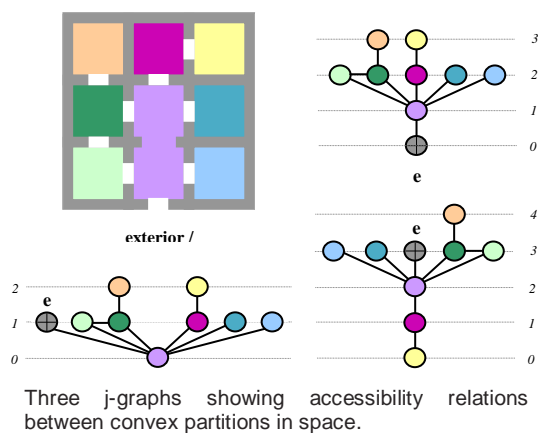 3
2
1
0
e
exterior /
4
e
3
2
1
0
2
e
1
0
Three j-graphs showing accessibility relations
between convex partitions in space.